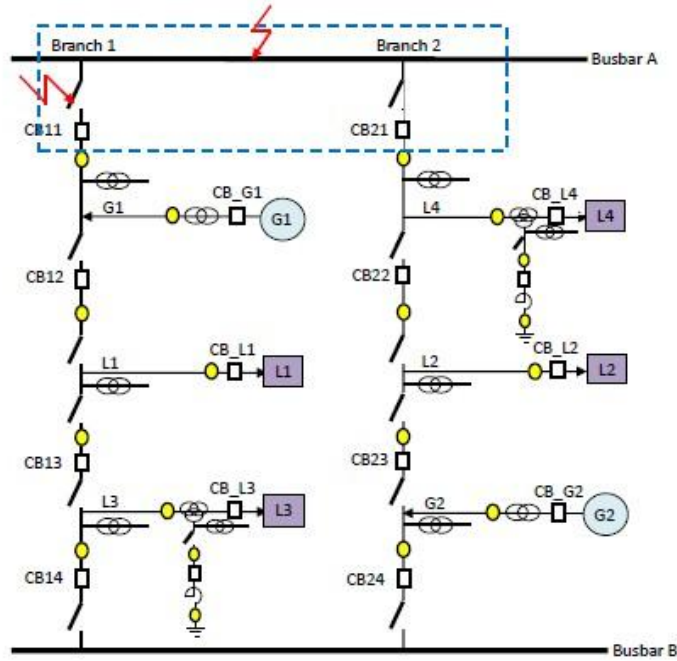 Branch 1 Branch 2
Busbar A
CB11 CB21
CB_G1 CB_L4
G1 G1 L4 L4
CB12 CB22
CB_L1 CB_L2
L1 L1 L2 L2
CB13 CB23
CB_L3 CB_G2
L3 L3 G2 G2
CB14 CB24
Busbar B